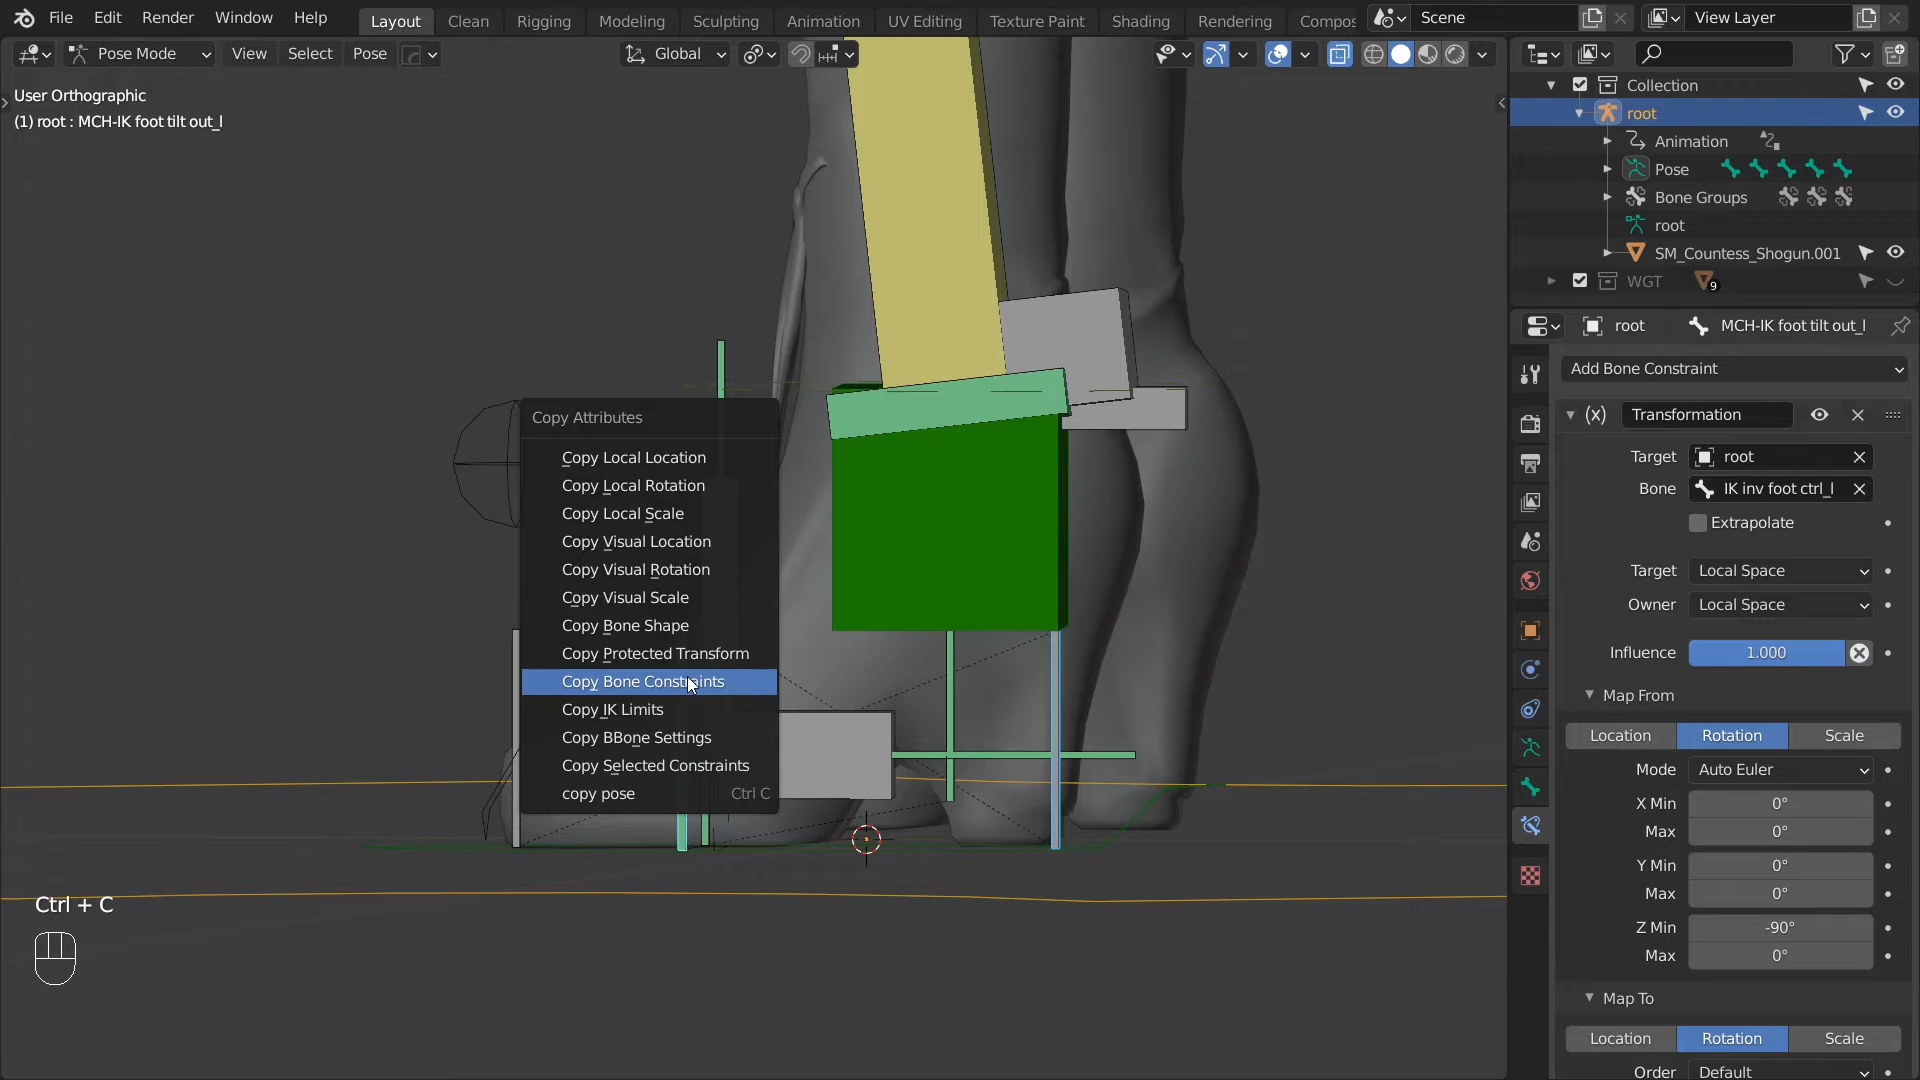 File Edit Render Window Help
Layout Clean Rigging Modeling Sculpting Animation UV Editing Texture Paint Shading Rendering Compos
Scene
View Layer
Pose Mode View Select Pose
Global
User Orthographic
(1) root : MCH-IK foot tilt out_l
Copy Attributes
Copy Local Location
Copy Local Rotation
Copy Local Scale
Copy Visual Location
Copy Visual Rotation
Copy Visual Scale
Copy Bone Shape
Copy Protected Transform
Copy Bone Constraints
Copy IK Limits
Copy BBone Settings
Copy Selected Constraints
copy pose Ctrl C
Ctrl + C
Collection
root
Animation
Pose
Bone Groups
root
SM_Countess_Shogun.001
WGT 9
root MCH-IK foot tilt out_l
Add Bone Constraint
Transformation
Target root
Bone IK inv foot ctrl_l
Extrapolate
Target Local Space
Owner Local Space
Influence 1.000
Map From
Location Rotation Scale
Mode Auto Euler
X Min 0°
Max 0°
Y Min 0°
Max 0°
Z Min -90°
Max 0°
Map To
Location Rotation Scale
Order Default